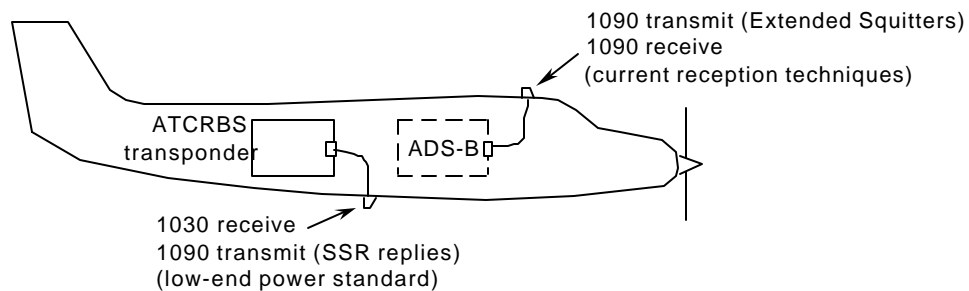 1090 transmit (Extended Squitters)
1090 receive
(current reception techniques)
ATCRBS
transponder
ADS-B
1030 receive
1090 transmit (SSR replies)
(low-end power standard)